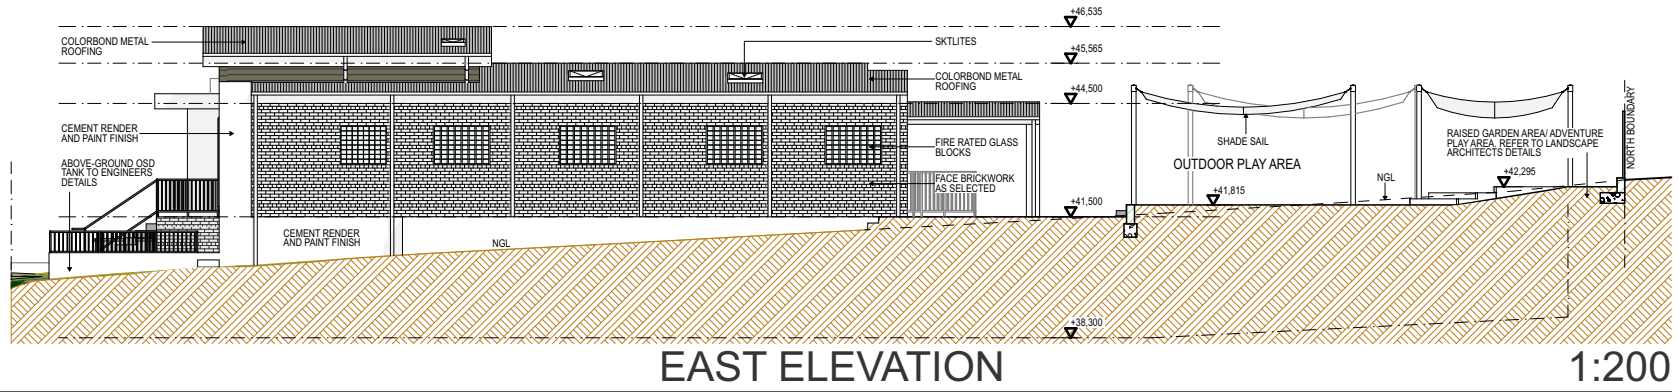 +46,535
COLORBOND METAL
ROOFING
SKTLITES
+45,565
COLORBOND METAL
ROOFING
+44,500
CEMENT RENDER
AND PAINT FINISH
FIRE RATED GLASS
BLOCKS
SHADE SAIL
RAISED GARDEN AREA/ ADVENTURE
PLAY AREA. REFER TO LANDSCAPE
ARCHITECTS DETAILS
NORTH BOUNDARY
ABOVE-GROUND OSD
TANK TO ENGINEERS
DETAILS
OUTDOOR PLAY AREA
FACE BRICKWORK
AS SELECTED
+42,295
NGL
+41,815
+41,500
CEMENT RENDER
AND PAINT FINISH
NGL
+38,300
EAST ELEVATION
1:200